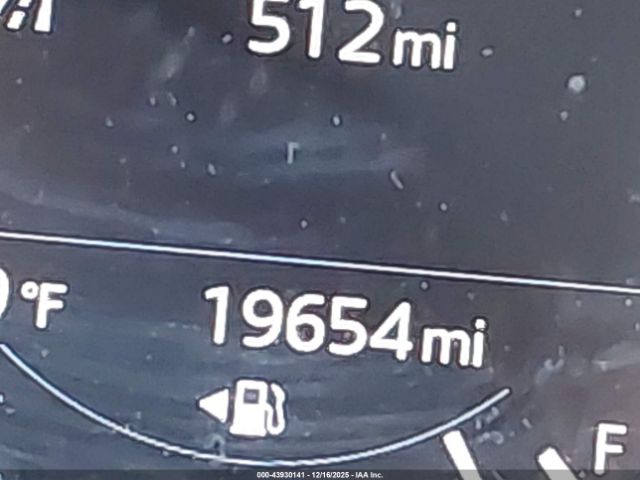 512mi
°F
19654mi
F
000-43930141 - 12/16/2025 - IAA Inc.